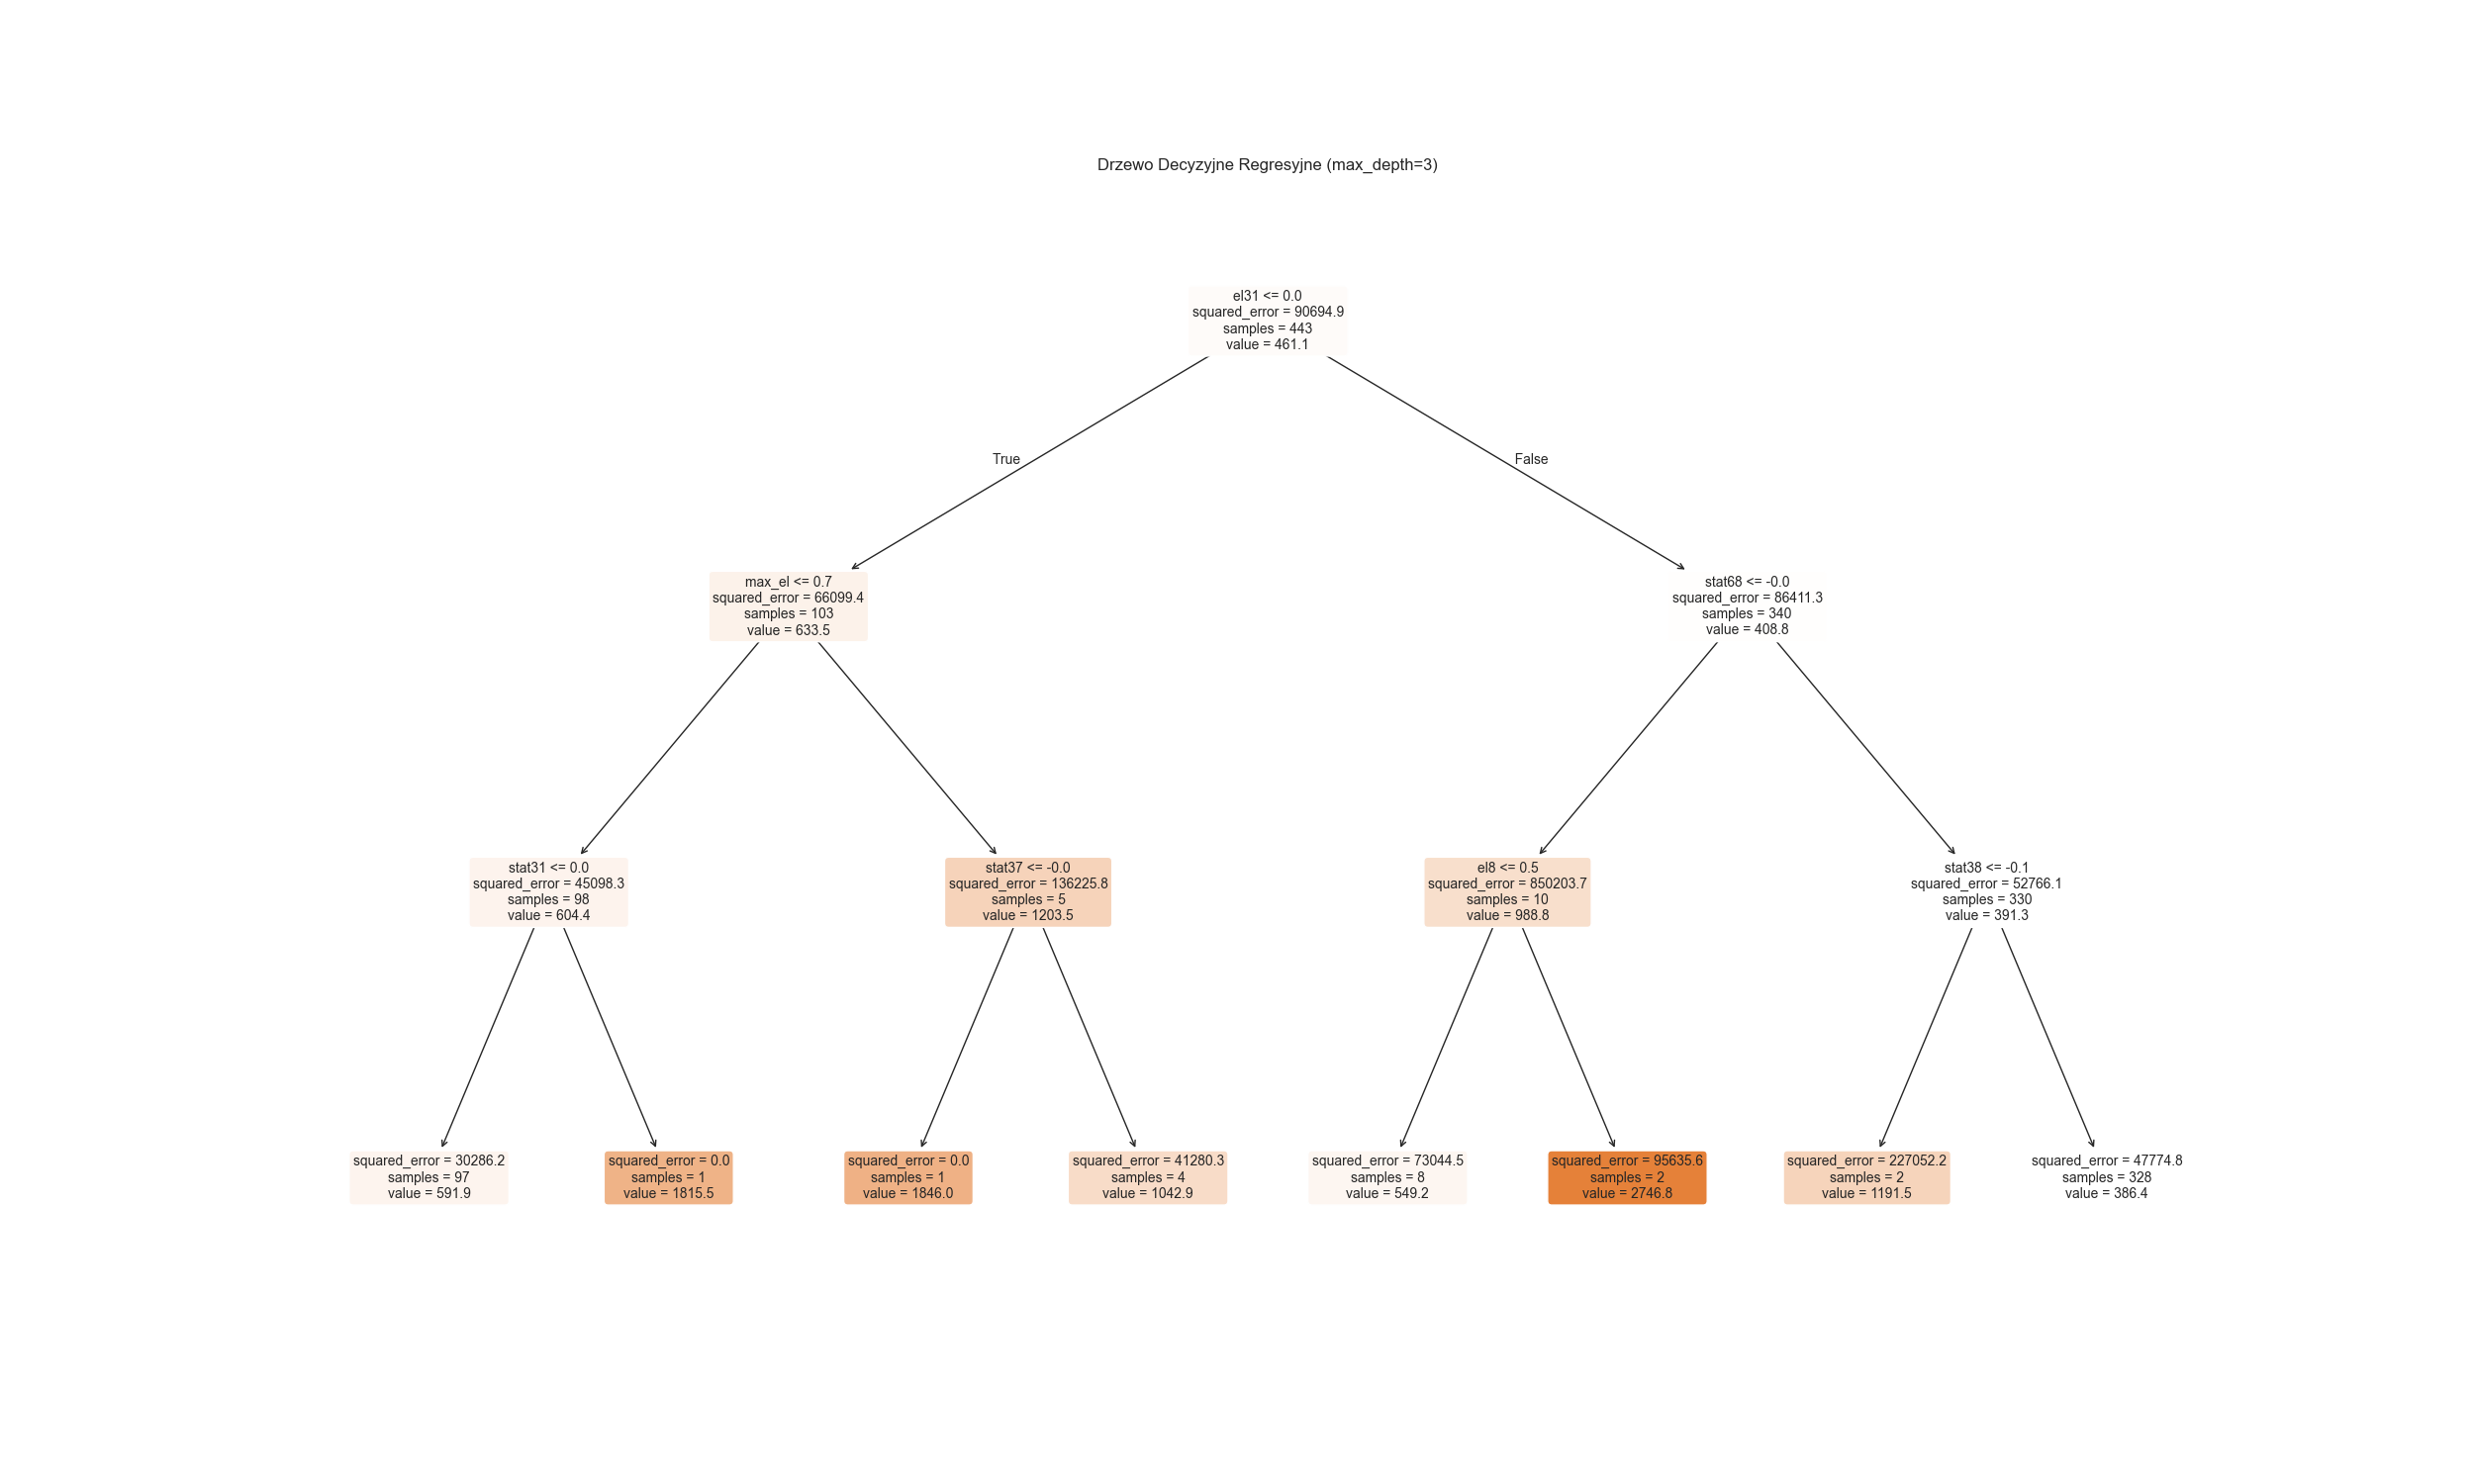 Drzewo Decyzyjne Regresyjne (max_depth=3)
el31 <= 0.0
squared_error = 90694.9
samples = 443
value = 461.1
True
False
max_el <= 0.7
squared_error = 66099.4
samples = 103
value = 633.5
stat68 <= -0.0
squared_error = 86411.3
samples = 340
value = 408.8
stat31 <= 0.0
squared_error = 45098.3
samples = 98
value = 604.4
stat37 <= -0.0
squared_error = 136225.8
samples = 5
value = 1203.5
el8 <= 0.5
squared_error = 850203.7
samples = 10
value = 988.8
stat38 <= -0.1
squared_error = 52766.1
samples = 330
value = 391.3
squared_error = 30286.2
samples = 97
value = 591.9
squared_error = 0.0
samples = 1
value = 1815.5
squared_error = 0.0
samples = 1
value = 1846.0
squared_error = 41280.3
samples = 4
value = 1042.9
squared_error = 73044.5
samples = 8
value = 549.2
squared_error = 95635.6
samples = 2
value = 2746.8
squared_error = 227052.2
samples = 2
value = 1191.5
squared_error = 47774.8
samples = 328
value = 386.4